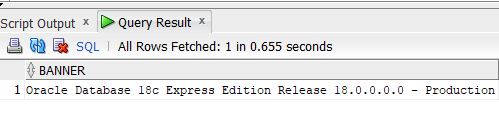 Script Output × Query Result ×
SQL | All Rows Fetched: 1 in 0.655 seconds
BANNER
1 Oracle Database 18c Express Edition Release 18.0.0.0.0 - Production